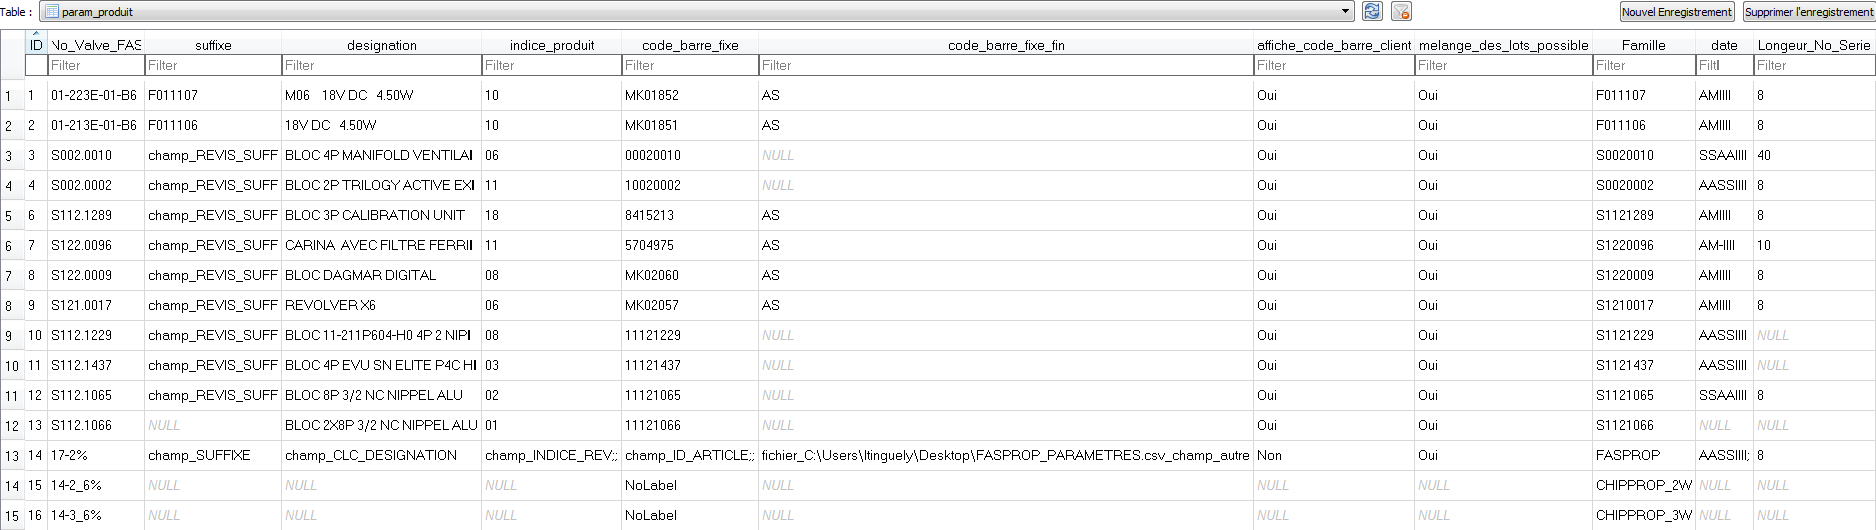 Table : param_produit Nouvel Enregistrement Supprimer l'enregistrement
ID No_Valve_FAS suffixe designation indice_produit code_barre_fixe code_barre_fixe_fin affiche_code_barre_client melange_des_lots_possible Famille date Longeur_No_Serie
Filter Filter Filter Filter Filter Filter Filter Filter Filter Filtl Filter
1 1 01-223E-01-B6 F011107 M06 18V DC 4.50W 10 MK01852 AS Oui Oui F011107 AMIIII 8
2 2 01-213E-01-B6 F011106 18V DC 4.50W 10 MK01851 AS Oui Oui F011106 AMIIII 8
3 3 S002.0010 champ_REVIS_SUFF BLOC 4P MANIFOLD VENTILAI 06 00020010 NULL Oui Oui S0020010 SSAAIIII 40
4 4 S002.0002 champ_REVIS_SUFF BLOC 2P TRILOGY ACTIVE EXI 11 10020002 NULL Oui Oui S0020002 AASSIIII 8
5 6 S112.1289 champ_REVIS_SUFF BLOC 3P CALIBRATION UNIT 18 8415213 AS Oui Oui S1121289 AMIIII 8
6 7 S122.0096 champ_REVIS_SUFF CARINA AVEC FILTRE FERRII 11 5704975 AS Oui Oui S1220096 AM-IIII 10
7 8 S122.0009 champ_REVIS_SUFF BLOC DAGMAR DIGITAL 08 MK02060 AS Oui Oui S1220009 AMIIII 8
8 9 S121.0017 champ_REVIS_SUFF REVOLVER X6 06 MK02057 AS Oui Oui S1210017 AMIIII 8
9 10 S112.1229 champ_REVIS_SUFF BLOC 11-211P604-H0 4P 2 NIPI 08 11121229 NULL Oui Oui S1121229 AASSIIII NULL
10 11 S112.1437 champ_REVIS_SUFF BLOC 4P EVU SN ELITE P4C HI 03 11121437 NULL Oui Oui S1121437 AASSIIII NULL
11 12 S112.1065 champ_REVIS_SUFF BLOC 8P 3/2 NC NIPPEL ALU 02 11121065 NULL Oui Oui S1121065 SSAAIIII 8
12 13 S112.1066 NULL BLOC 2X8P 3/2 NC NIPPEL ALU 01 11121066 NULL Oui Oui S1121066 NULL NULL
13 14 17-2% champ_SUFFIXE champ_CLC_DESIGNATION champ_INDICE_REV;; champ_ID_ARTICLE;; fichier_C:\Users\ltinguely\Desktop\FASPROP_PARAMETRES.csv_champ_autre Non Oui FASPROP AASSIIII; 8
14 15 14-2_6% NULL NULL NULL NoLabel NULL NULL NULL CHIPPROP_2W NULL NULL
15 16 14-3_6% NULL NULL NULL NoLabel NULL NULL NULL CHIPPROP_3W NULL NULL